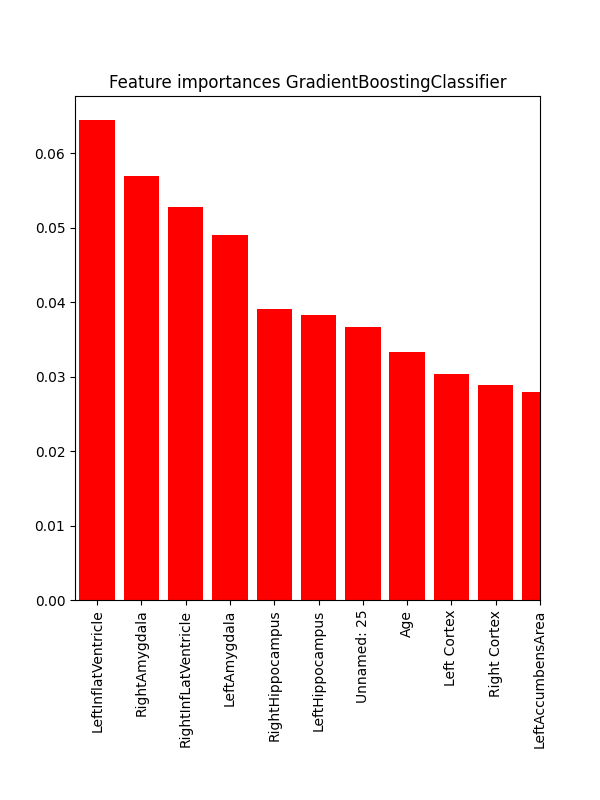 Feature importances GradientBoostingClassifier
0.06
0.05
0.04
0.03
0.02
0.01
0.00
LeftInflatVentricle
RightAmygdala
RightInfLatVentricle
LeftAmygdala
RightHippocampus
LeftHippocampus
Unnamed: 25
Age
Left Cortex
Right Cortex
LeftAccumbensArea